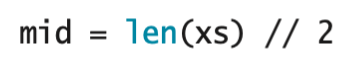 mid = len(xs) // 2